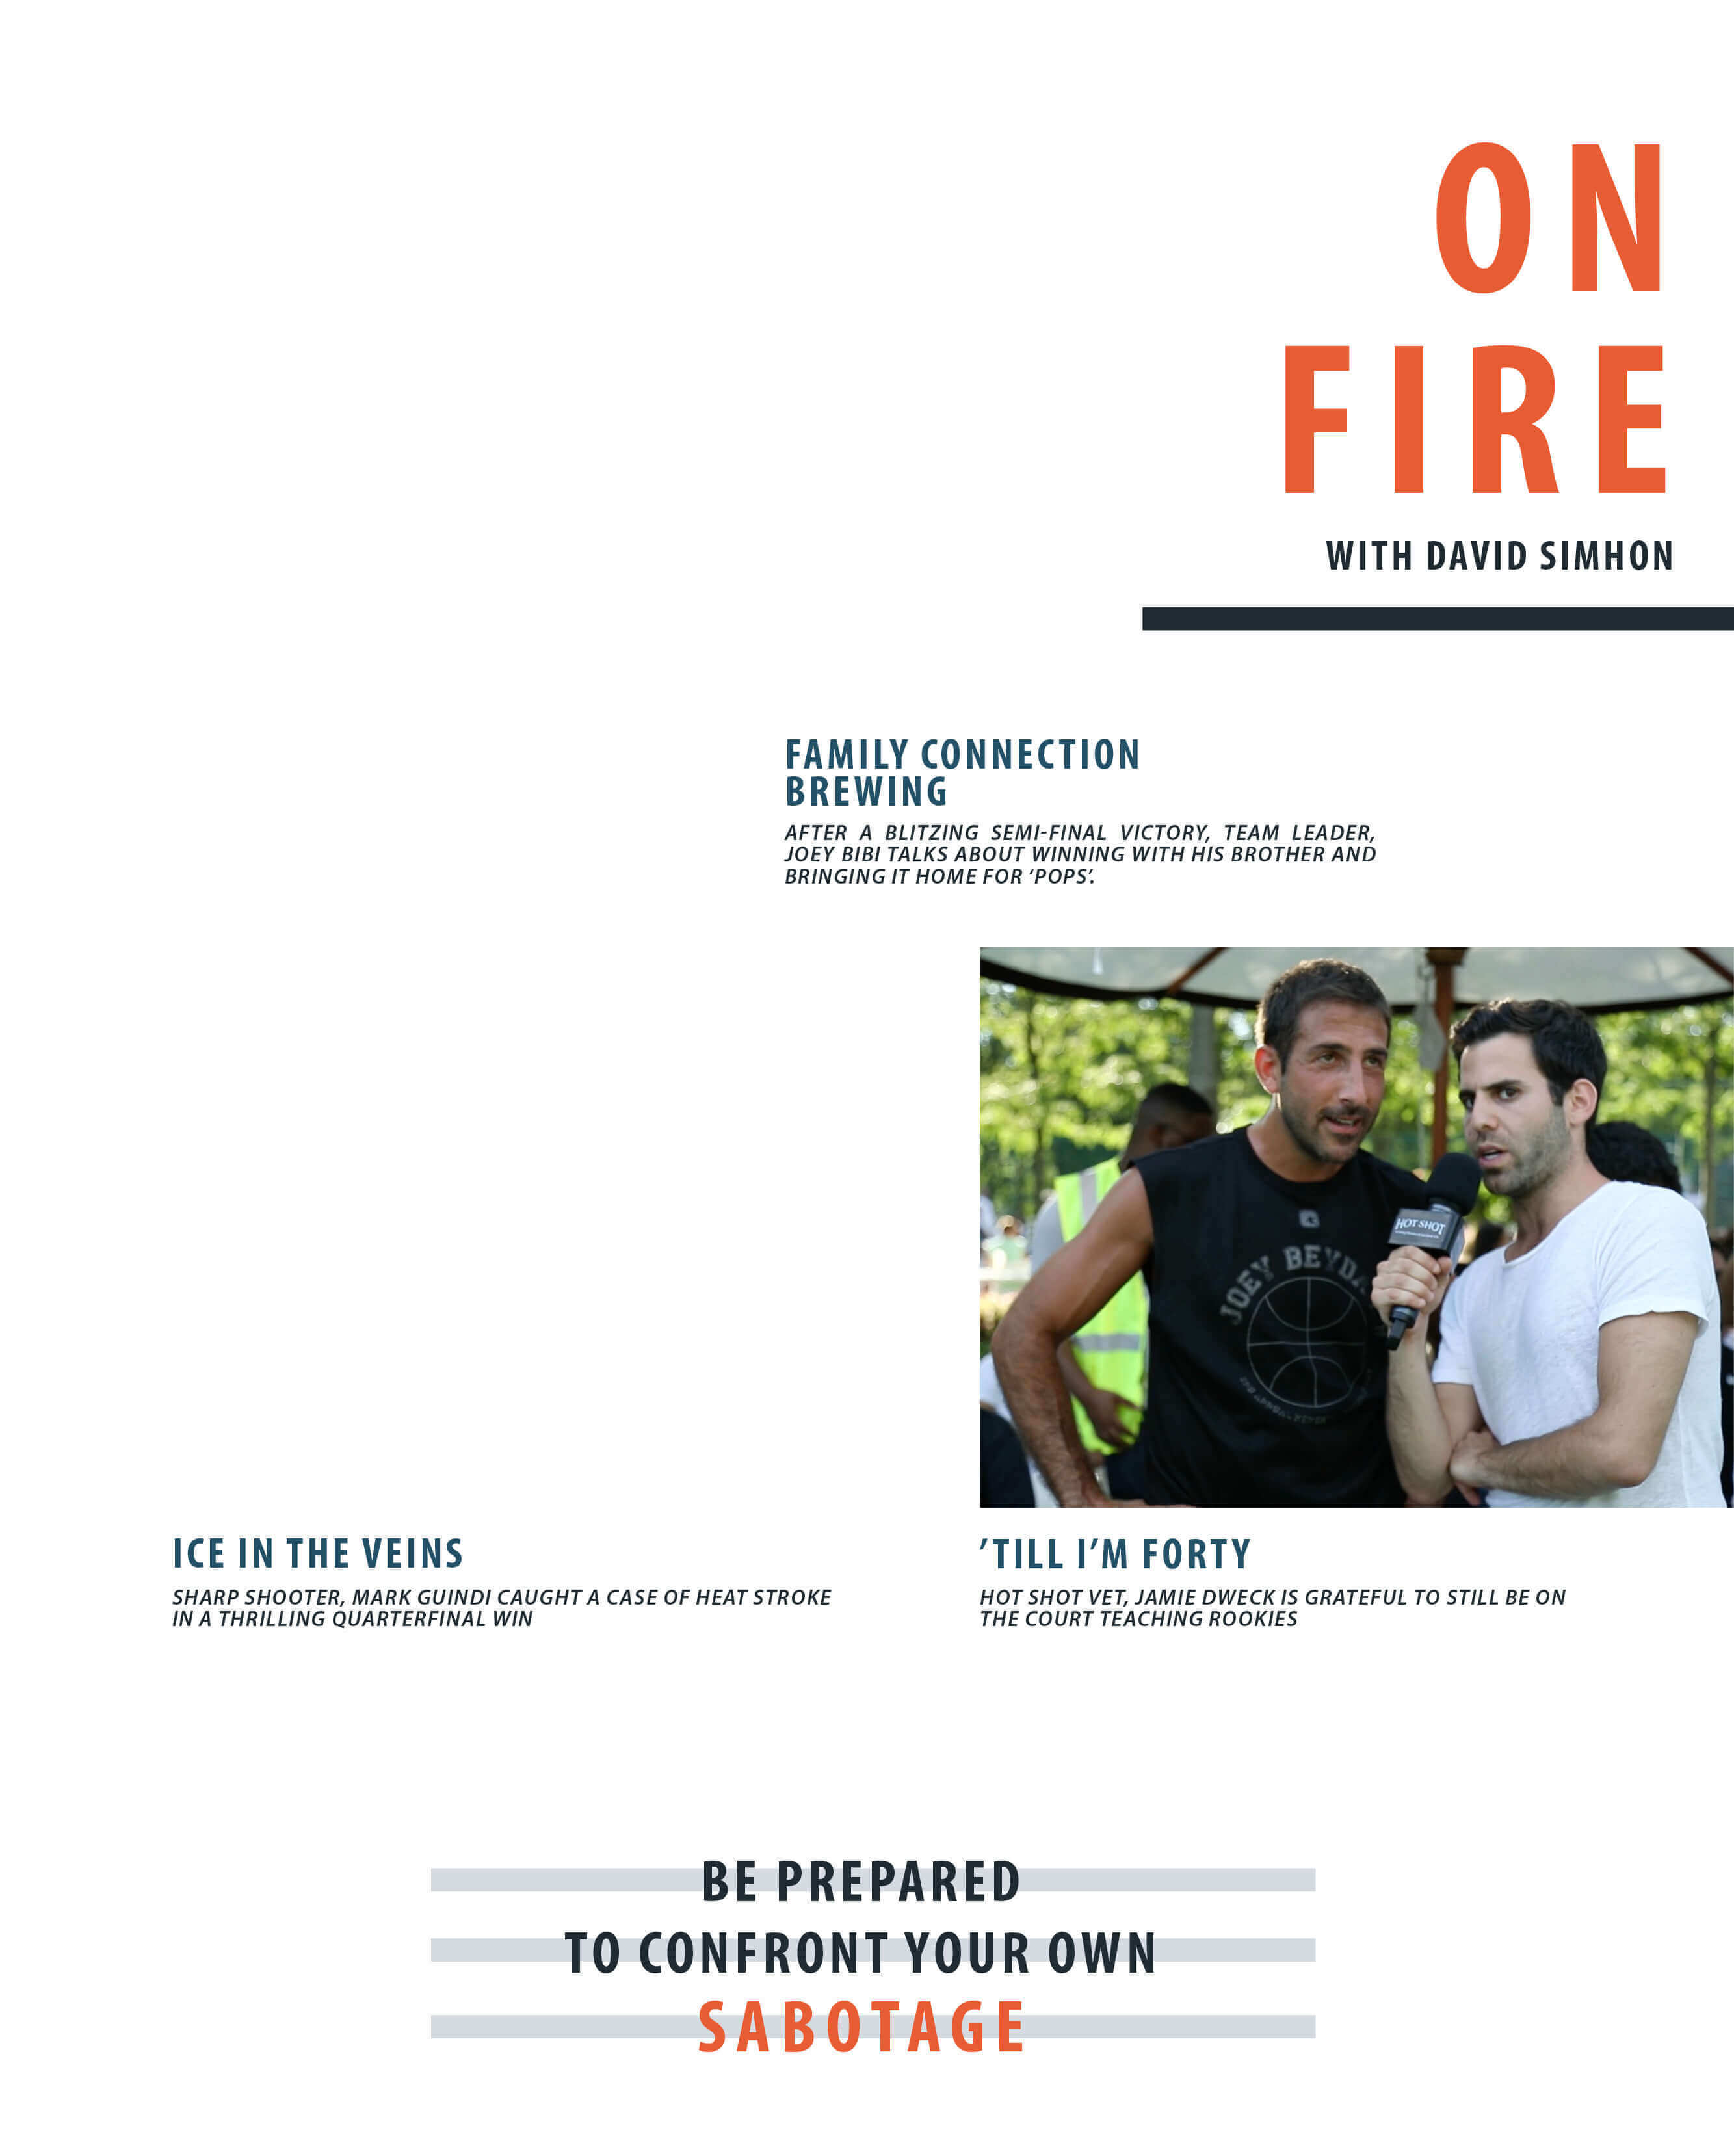 ON
FIRE
WITH DAVID SIMHON
FAMILY CONNECTION
BREWING
AFTER A BLITZING SEMI-FINAL VICTORY, TEAM LEADER,
JOEY BIBI TALKS ABOUT WINNING WITH HIS BROTHER AND
BRINGING IT HOME FOR ‘POPS’.
HOT SHOT
JOEY
ICE IN THE VEINS
SHARP SHOOTER, MARK GUINDI CAUGHT A CASE OF HEAT STROKE
IN A THRILLING QUARTERFINAL WIN
’TILL I’M FORTY
HOT SHOT VET, JAMIE DWECK IS GRATEFUL TO STILL BE ON
THE COURT TEACHING ROOKIES
BE PREPARED
TO CONFRONT YOUR OWN
SABOTAGE